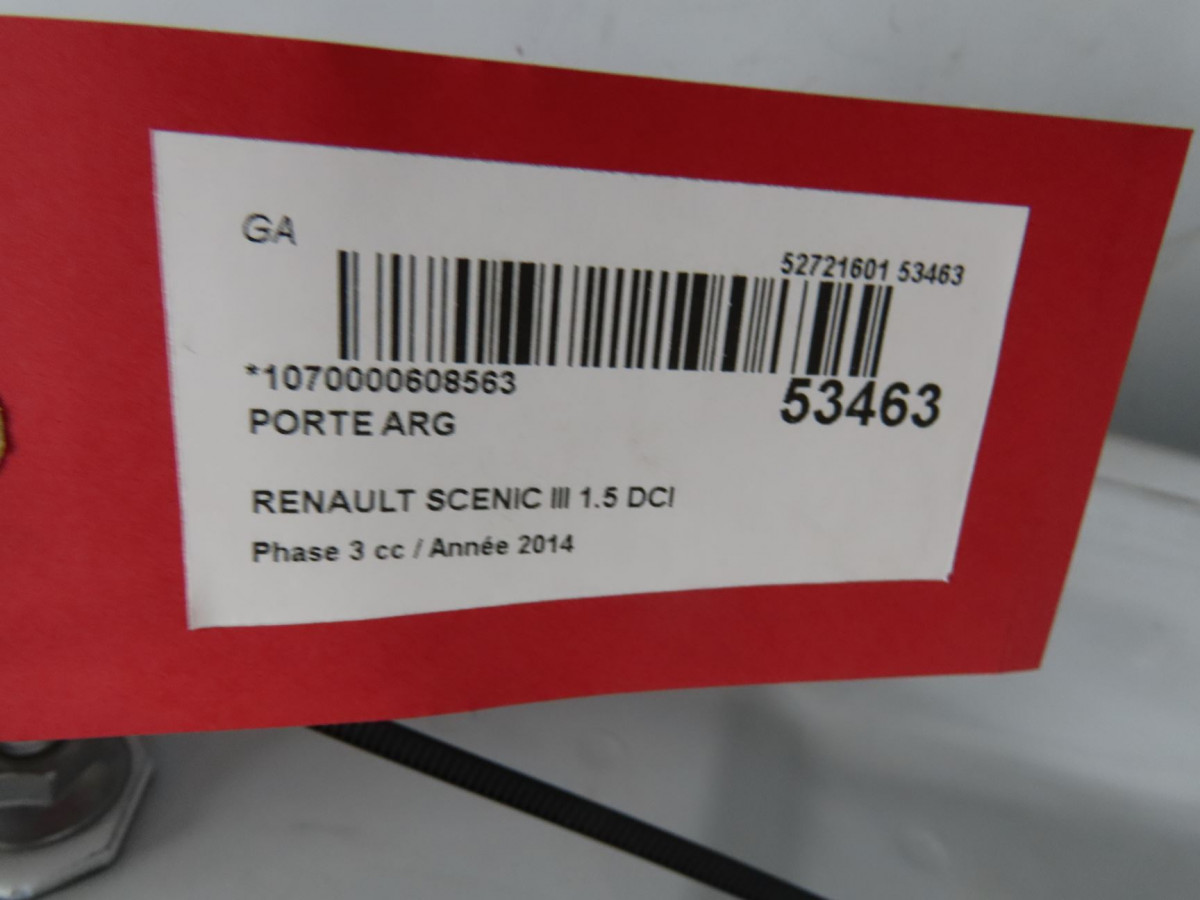 GA
52721601 53463
*1070000608563
53463
PORTE ARG
RENAULT SCENIC III 1.5 DCI
Phase 3 cc / Année 2014